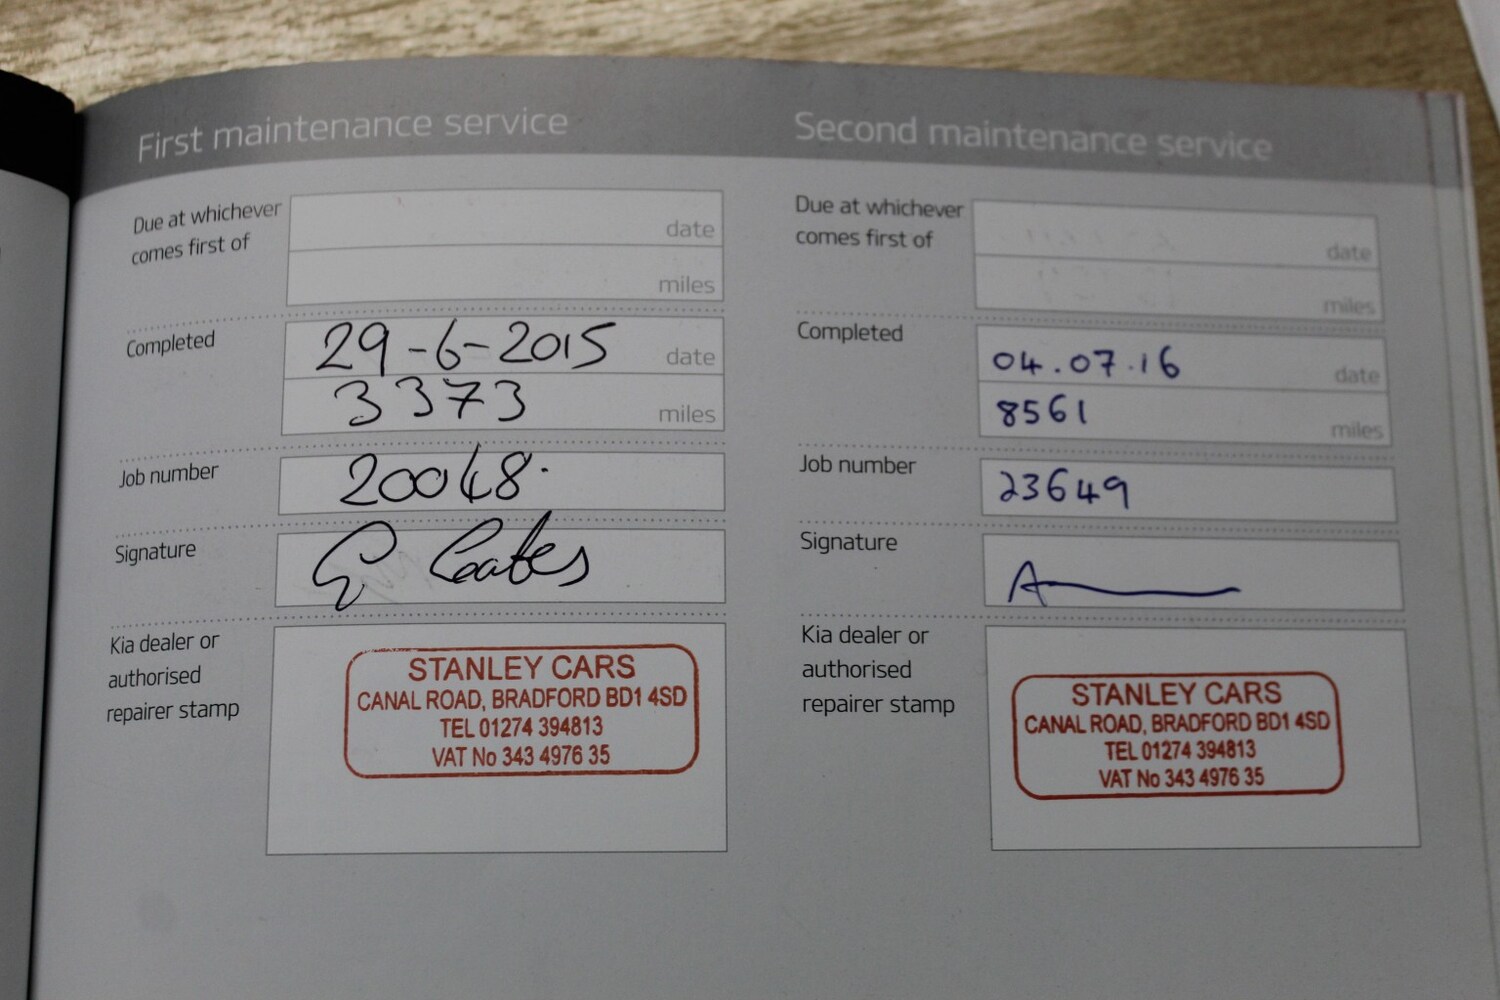 First maintenance service
Due at whichever
comes first of
date
miles
Completed
29-6-2015 date
3373 miles
Job number
20048.
Signature
G Coates
Kia dealer or
authorised
repairer stamp
STANLEY CARS
CANAL ROAD, BRADFORD BD1 4SD
TEL 01274 394813
VAT No 343 4976 35
Second maintenance service
Due at whichever
comes first of
date
miles
Completed
04.07.16 date
8561 miles
Job number
23649
Signature
Kia dealer or
authorised
repairer stamp
STANLEY CARS
CANAL ROAD, BRADFORD BD1 4SD
TEL 01274 394813
VAT No 343 4976 35